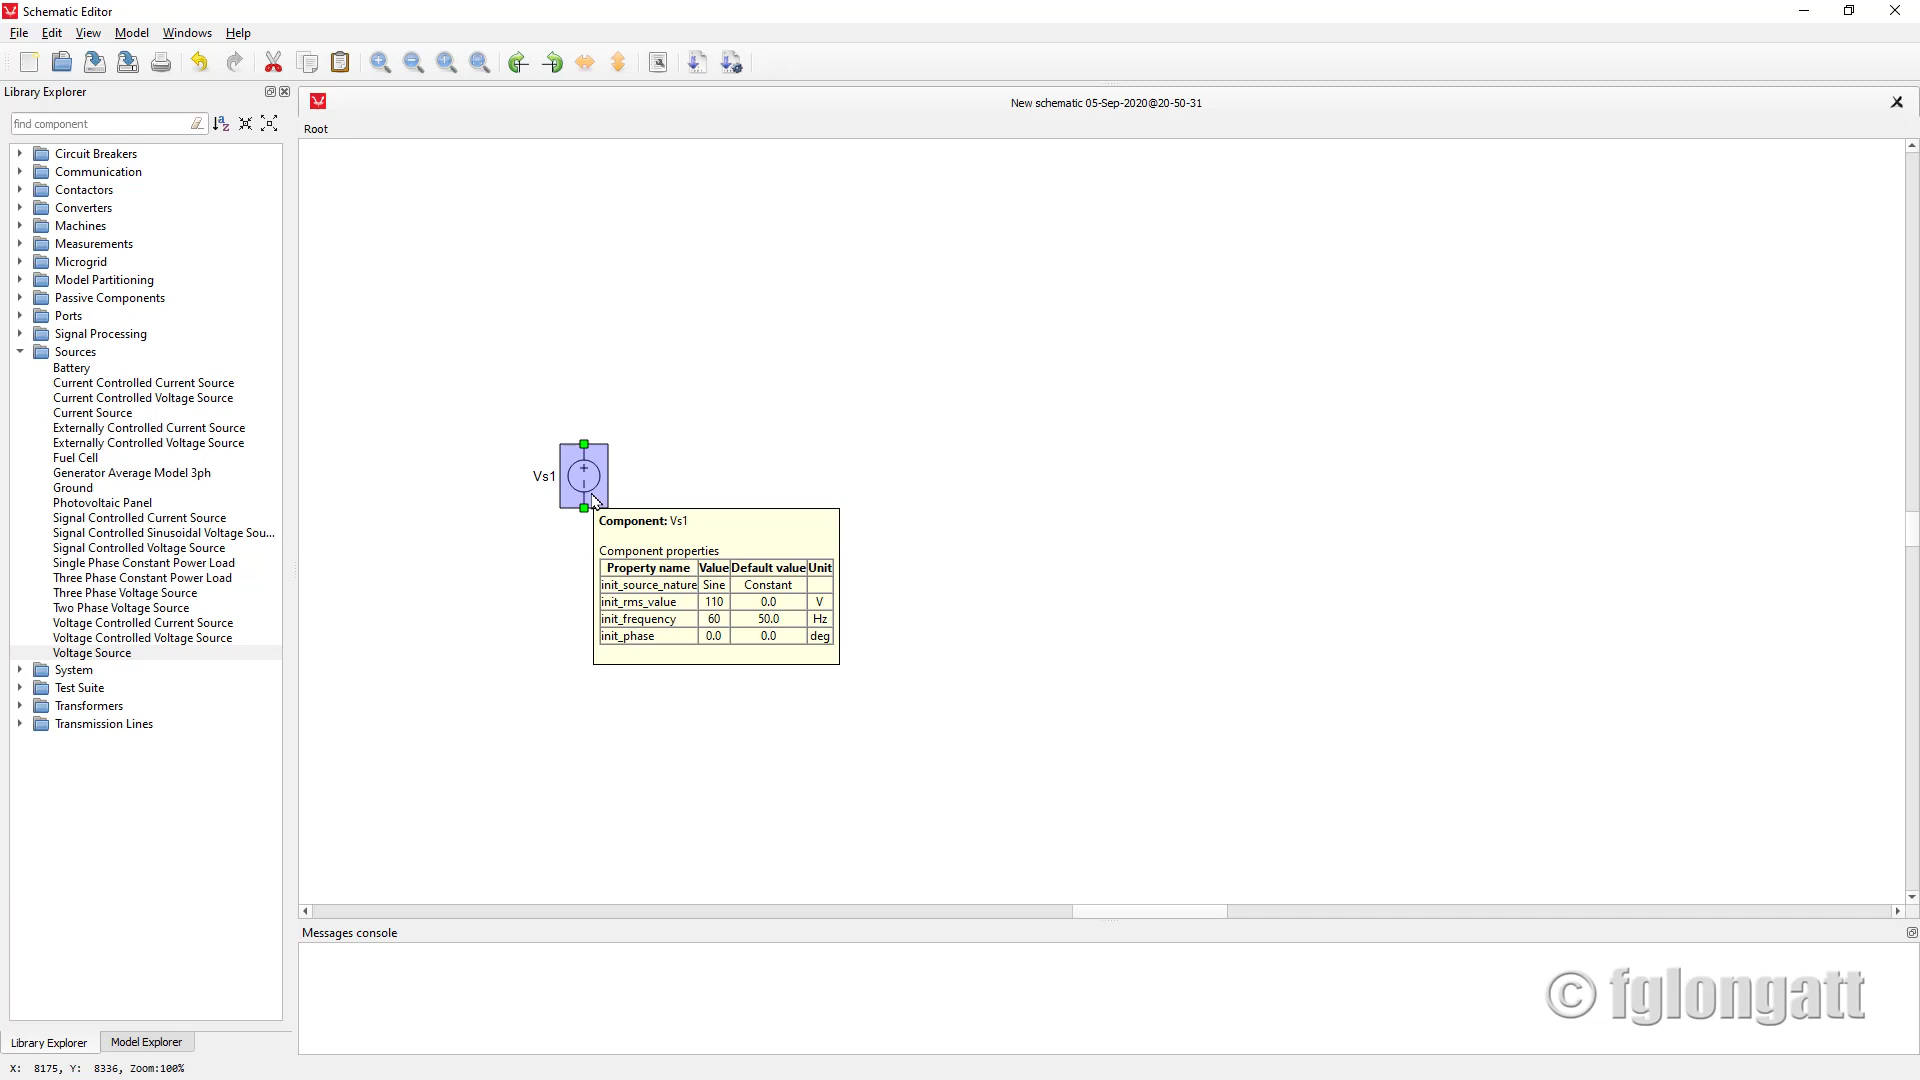 Schematic Editor
File Edit View Model Windows Help
Library Explorer
find component
New schematic 05-Sep-2020@20-50-31
Root
Circuit Breakers
Communication
Contactors
Converters
Machines
Measurements
Microgrid
Model Partitioning
Passive Components
Ports
Signal Processing
Sources
Battery
Current Controlled Current Source
Current Controlled Voltage Source
Current Source
Externally Controlled Current Source
Externally Controlled Voltage Source
Fuel Cell
Generator Average Model 3ph
Ground
Photovoltaic Panel
Signal Controlled Current Source
Signal Controlled Sinusoidal Voltage Sou...
Signal Controlled Voltage Source
Single Phase Constant Power Load
Three Phase Constant Power Load
Three Phase Voltage Source
Two Phase Voltage Source
Voltage Controlled Current Source
Voltage Controlled Voltage Source
Voltage Source
System
Test Suite
Transformers
Transmission Lines
Vs1
Component: Vs1
Component properties
Property name Value Default value Unit
init_source_nature Sine Constant
init_rms_value 110 0.0 V
init_frequency 60 50.0 Hz
init_phase 0.0 0.0 deg
Messages console
© fglongatt
Library Explorer Model Explorer
X: 8175, Y: 8336, Zoom:100%